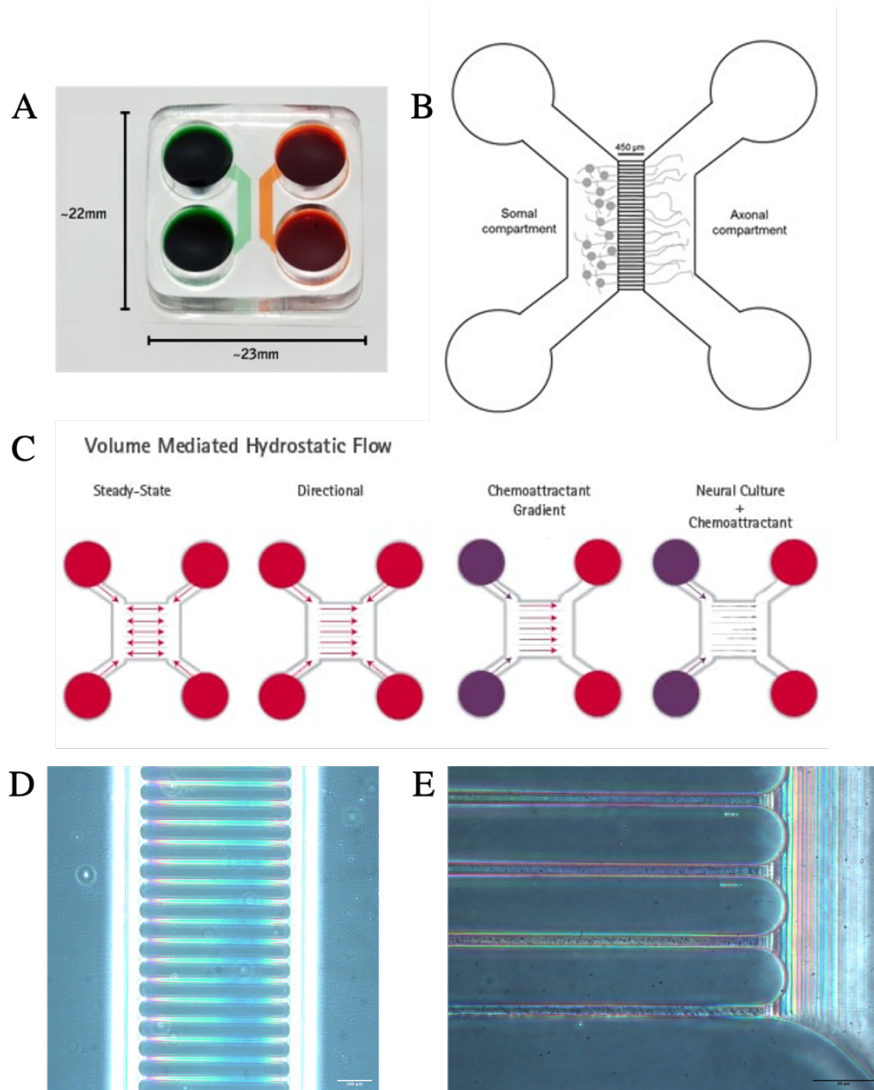 A
~22mm
~23mm
B
450 µm
Somal
compartment
Axonal
compartment
C
Volume Mediated Hydrostatic Flow
Steady-State
Directional
Chemoattractant
Gradient
Neural Culture
+
Chemoattractant
D
E